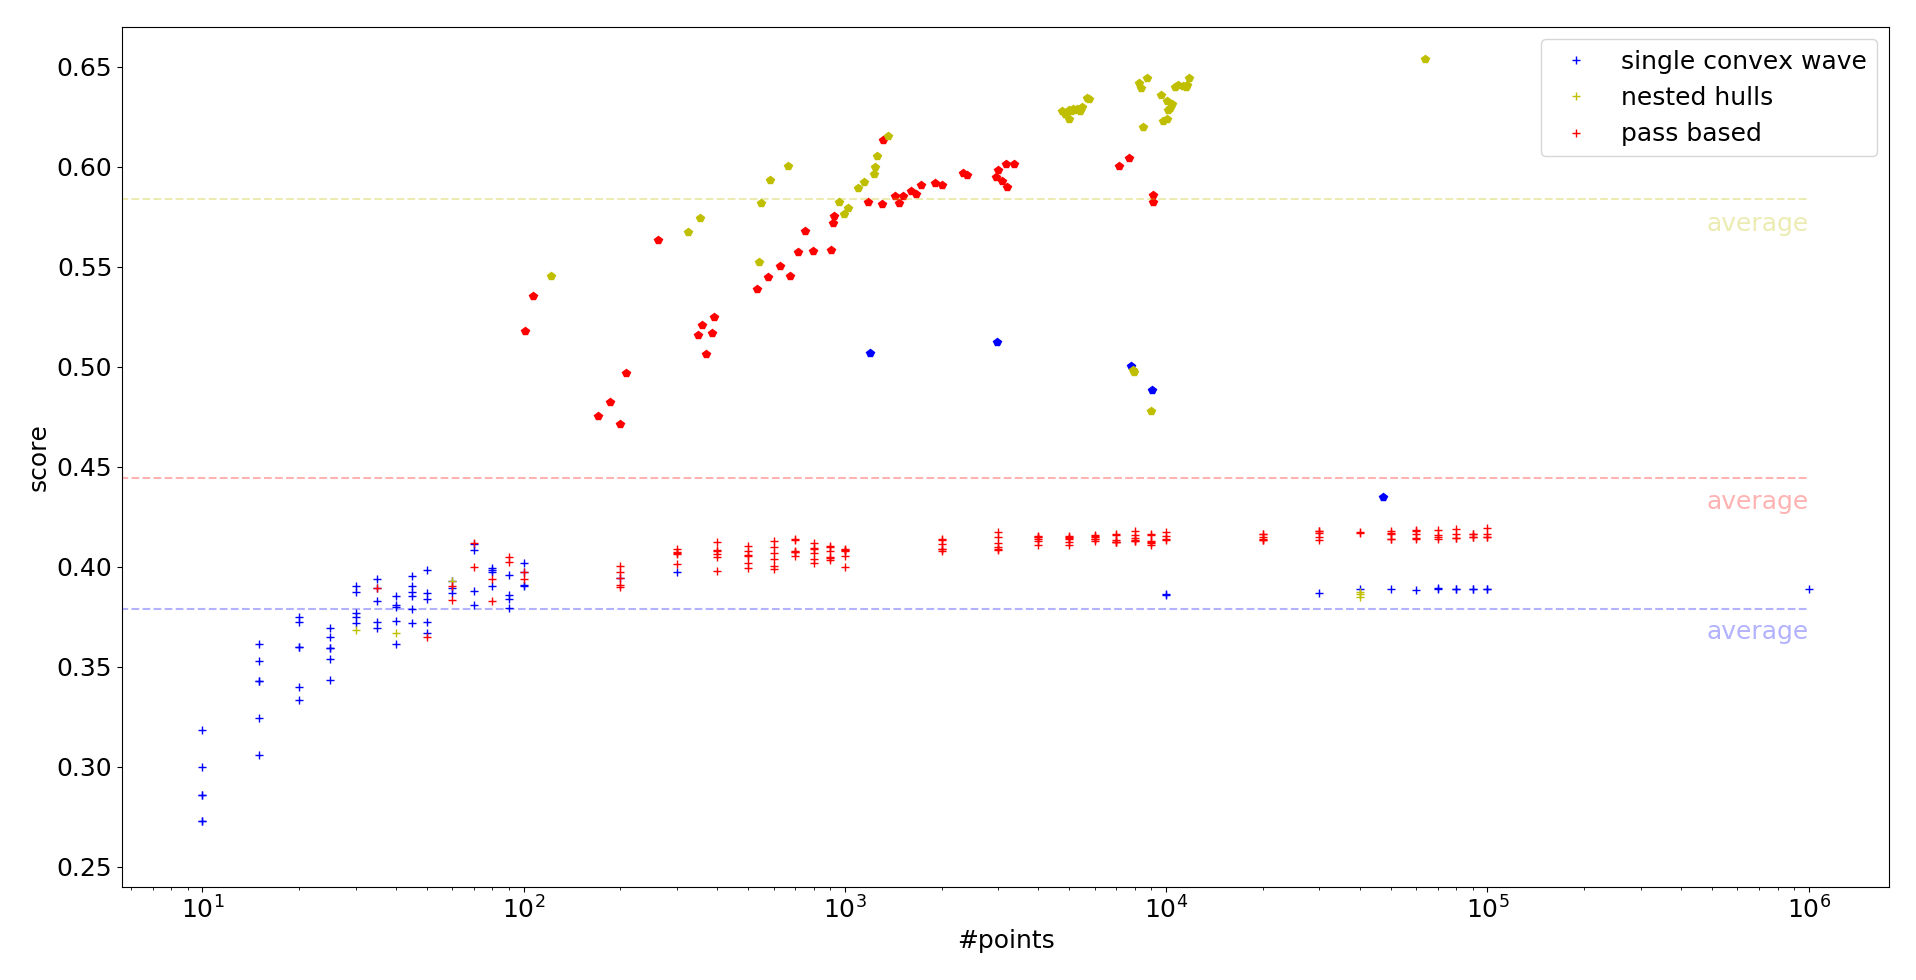 0.65
0.60
0.55
0.50
0.45
0.40
0.35
0.30
0.25
score
single convex wave
nested hulls
pass based
average
average
average
10¹ 10² 10³ 10⁴ 10⁵ 10⁶
#points